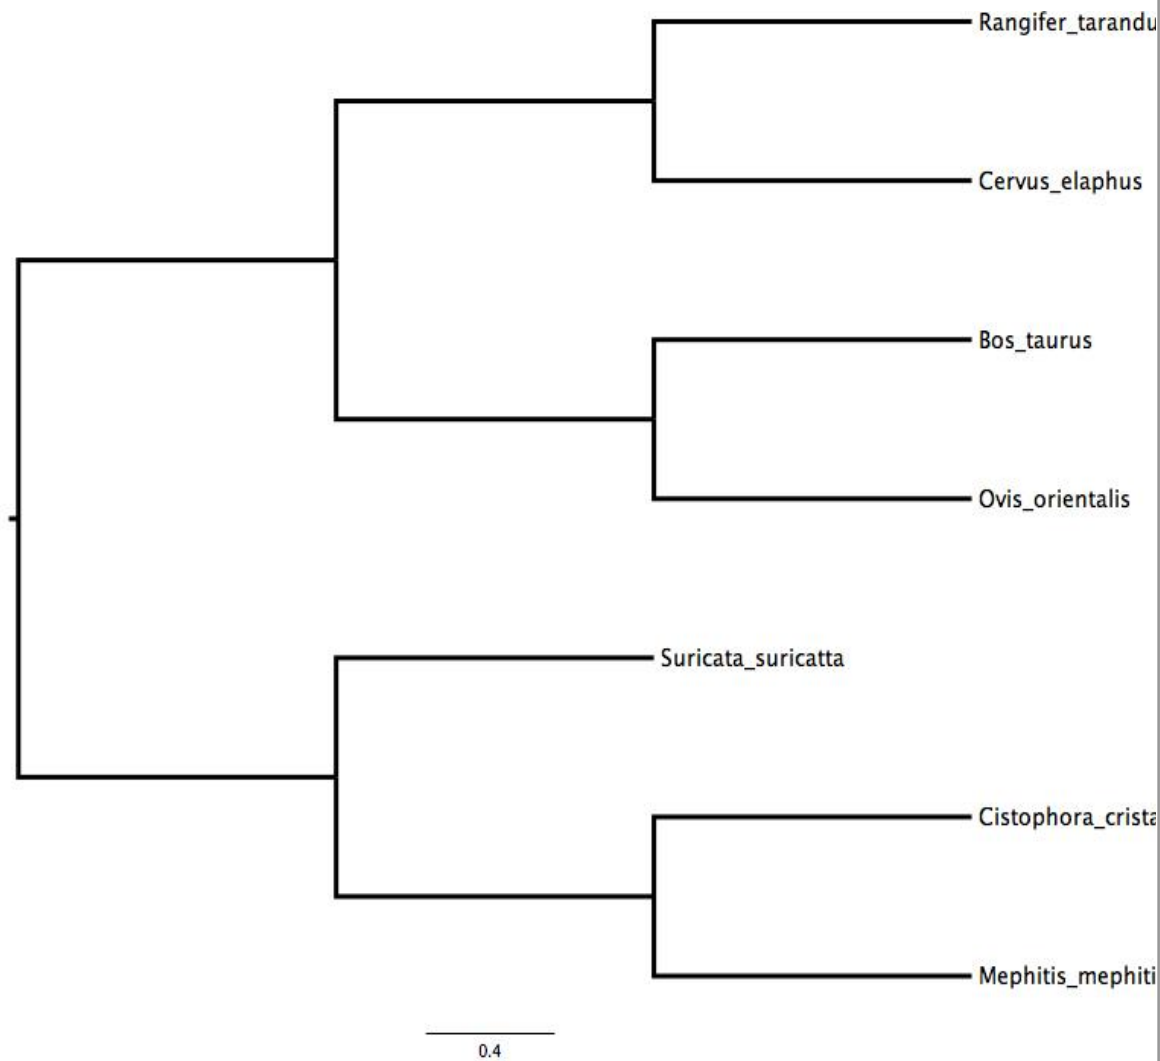 Rangifer_tarandu
Cervus_elaphus
Bos_taurus
Ovis_orientalis
Suricata_suricatta
Cistophora_crista
Mephitis_mephiti
0.4